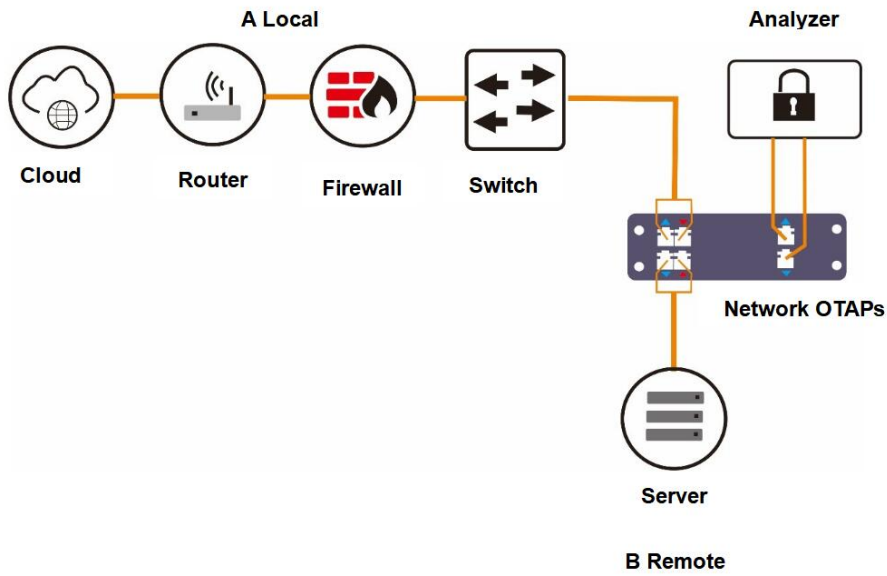 A Local
Analyzer
Cloud
Router
Firewall
Switch
Network OTAPs
Server
B Remote